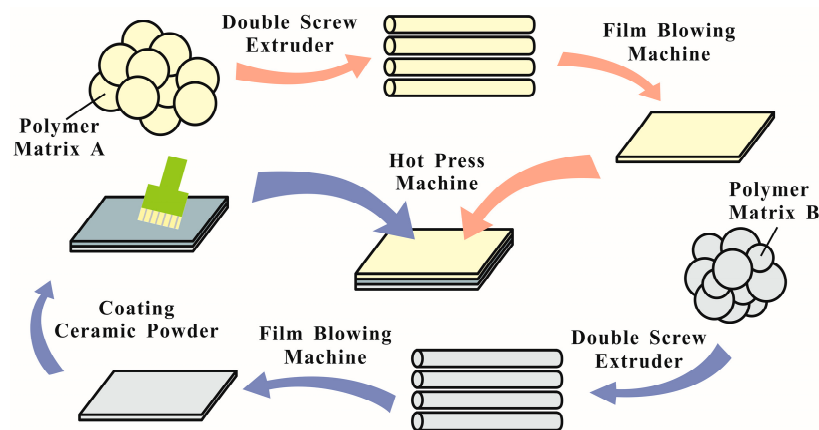 Double Screw
Extruder
Film Blowing
Machine
Polymer
Matrix A
Hot Press
Machine
Polymer
Matrix B
Coating
Ceramic Powder
Film Blowing
Machine
Double Screw
Extruder